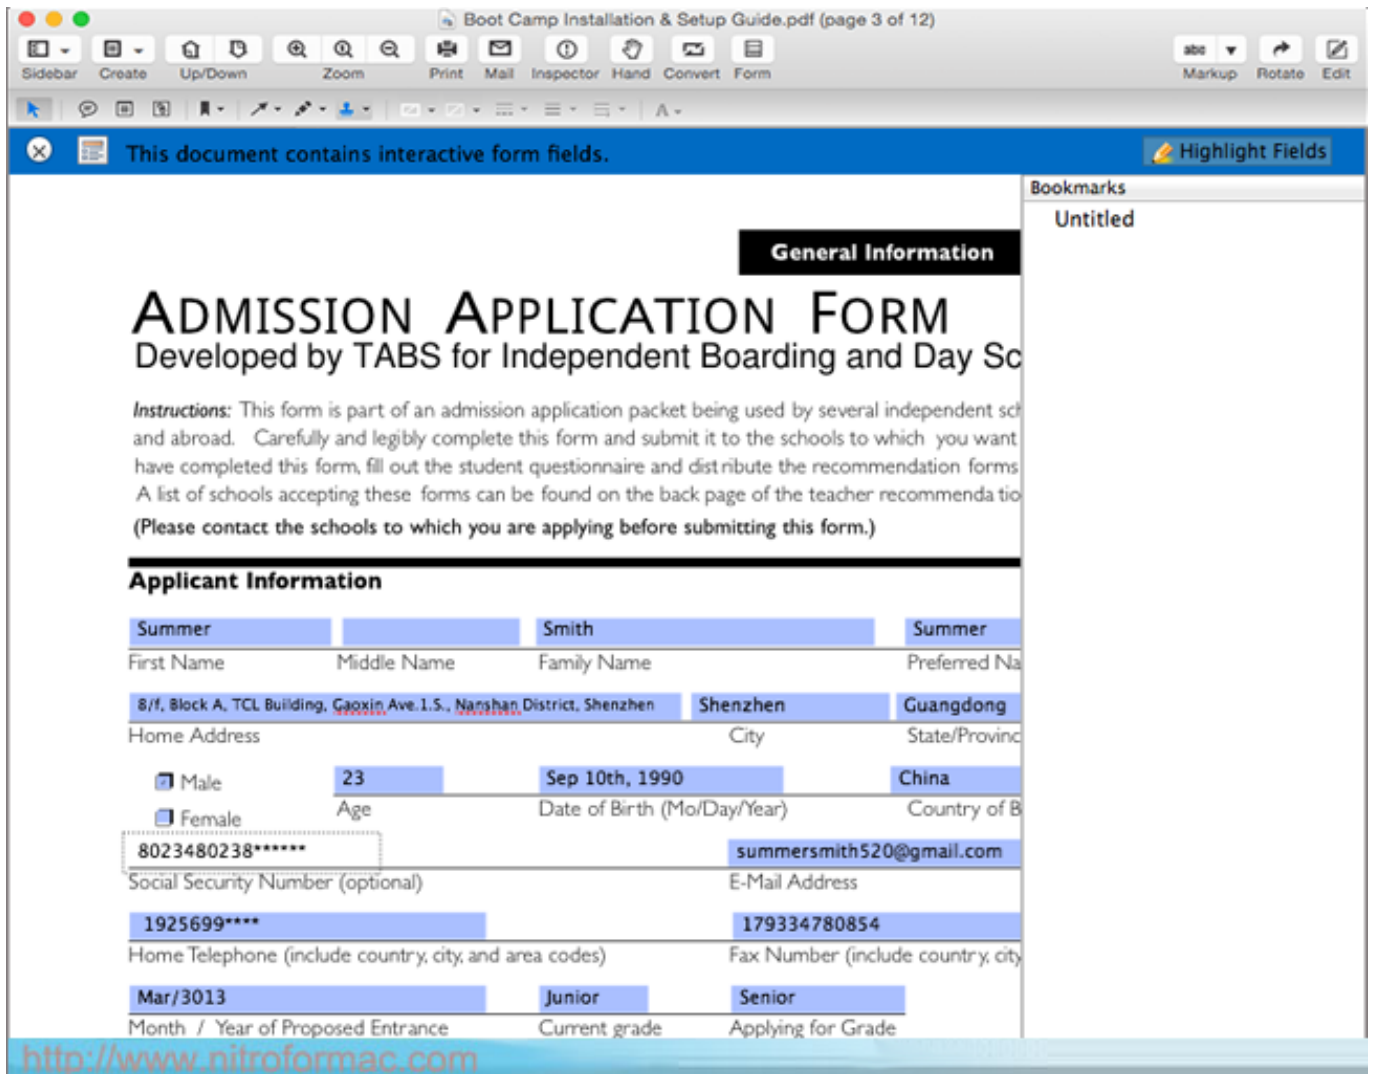 Boot Camp Installation & Setup Guide.pdf (page 3 of 12)
Sidebar Create Up/Down Zoom Print Mail Inspector Hand Convert Form Markup Rotate Edit
abc
A
This document contains interactive form fields. Highlight Fields
Bookmarks
Untitled
General Information
ADMISSION APPLICATION FORM
Developed by TABS for Independent Boarding and Day Sc
Instructions: This form is part of an admission application packet being used by several independent sch
and abroad. Carefully and legibly complete this form and submit it to the schools to which you want
have completed this form, fill out the student questionnaire and distribute the recommendation forms
A list of schools accepting these forms can be found on the back page of the teacher recommendatio
(Please contact the schools to which you are applying before submitting this form.)
Applicant Information
Summer Smith Summer
First Name Middle Name Family Name Preferred Na
8/f, Block A, TCL Building, Gaoxin Ave.1.S., Nanshan District, Shenzhen Shenzhen Guangdong
Home Address City State/Provinc
Male 23 Sep 10th, 1990 China
Female Age Date of Birth (Mo/Day/Year) Country of B
8023480238****** summersmith520@gmail.com
Social Security Number (optional) E-Mail Address
1925699**** 179334780854
Home Telephone (include country, city, and area codes) Fax Number (include country, city
Mar/3013 Junior Senior
Month / Year of Proposed Entrance Current grade Applying for Grade
http://www.nitroformac.com